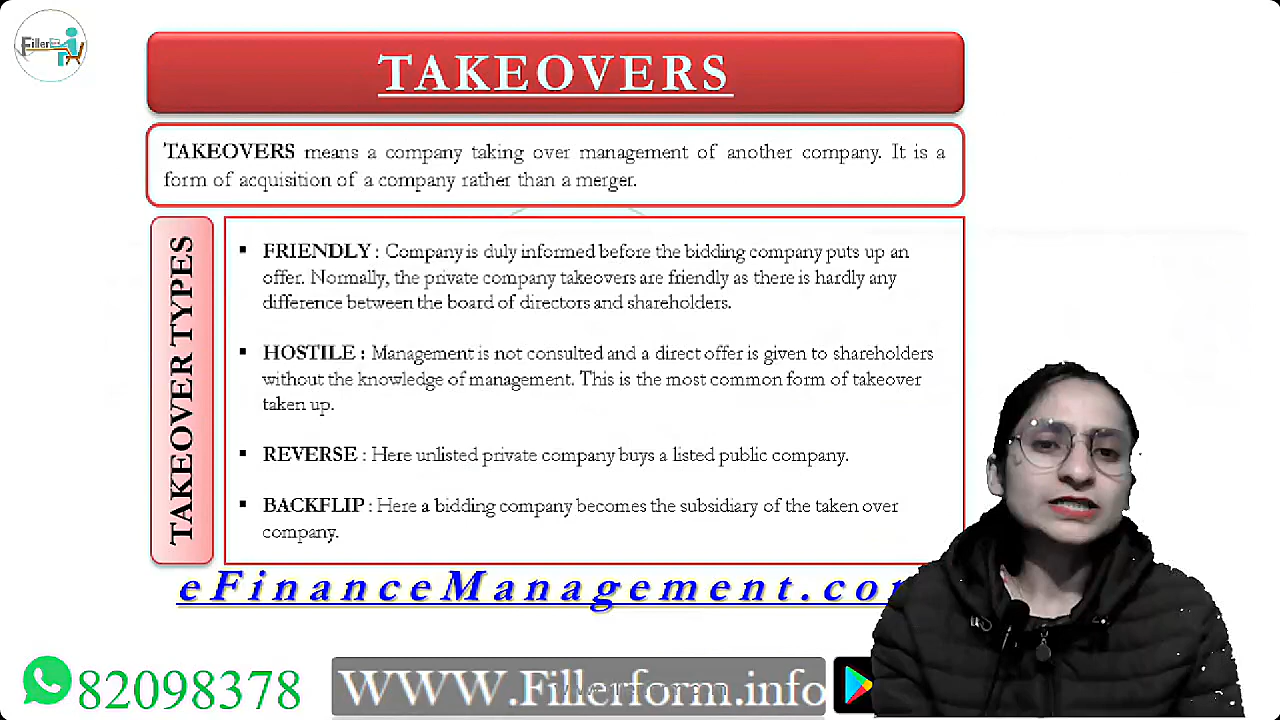 Filler
TAKEOVERS
TAKEOVERS means a company taking over management of another company. It is a
form of acquisition of a company rather than a merger.
TAKEOVER TYPES
▪ FRIENDLY : Company is duly informed before the bidding company puts up an
offer. Normally, the private company takeovers are friendly as there is hardly any
difference between the board of directors and shareholders.
▪ HOSTILE : Management is not consulted and a direct offer is given to shareholders
without the knowledge of management. This is the most common form of takeover
taken up.
▪ REVERSE : Here unlisted private company buys a listed public company.
▪ BACKFLIP : Here a bidding company becomes the subsidiary of the taken over
company.
eFinanceManagement.co
82098378
WWW.Fillerform.info